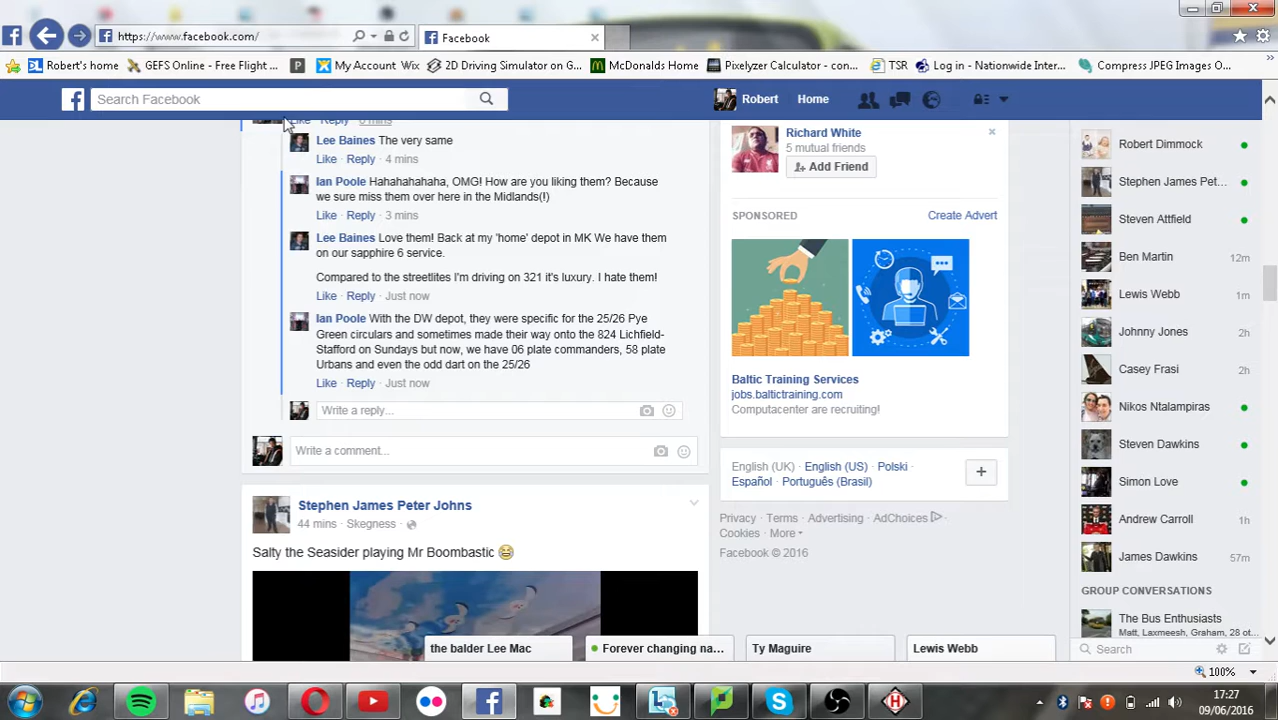 https://www.facebook.com/
Facebook
Robert's home
GEFS Online - Free Flight ...
P
My Account Wix
2D Driving Simulator on G...
McDonalds Home
Pixelyzer Calculator - con...
TSR
Log in - Nationwide Inter...
Compress JPEG Images O...
Search Facebook
Robert
Home
Like · Reply
Lee Baines The very same
Like · Reply · 4 mins
Ian Poole Hahahahahaha, OMG! How are you liking them? Because
we sure miss them over here in the Midlands(!)
Like · Reply · 3 mins
Lee Baines Love them! Back at my 'home' depot in MK We have them
on our sapphire 6 service.
Compared to the streetlites I'm driving on 321 it's luxury. I hate them!
Like · Reply · Just now
Ian Poole With the DW depot, they were specific for the 25/26 Pye
Green circulars and sometimes made their way onto the 824 Lichfield-
Stafford on Sundays but now, we have 06 plate commanders, 58 plate
Urbans and even the odd dart on the 25/26
Like · Reply · Just now
Write a reply...
Write a comment...
Stephen James Peter Johns
44 mins · Skegness ·
Salty the Seasider playing Mr Boombastic
Richard White
5 mutual friends
Add Friend
SPONSORED
Create Advert
Baltic Training Services
jobs.baltictraining.com
Computacenter are recruiting!
English (UK) · English (US) · Polski ·
Español · Português (Brasil)
Privacy · Terms · Advertising · AdChoices ·
Cookies · More
Facebook © 2016
Robert Dimmock
Stephen James Pet...
Steven Attfield
Ben Martin 12m
Lewis Webb 1m
Johnny Jones 2h
Casey Frasi 2h
Nikos Ntalampiras
Steven Dawkins
Simon Love
Andrew Carroll 1h
James Dawkins 57m
GROUP CONVERSATIONS
The Bus Enthusiasts
Matt, Laxmeesh, Graham, 28 ot...
Search
the balder Lee Mac
Forever changing na...
Ty Maguire
Lewis Webb
100%
17:27
09/06/2016